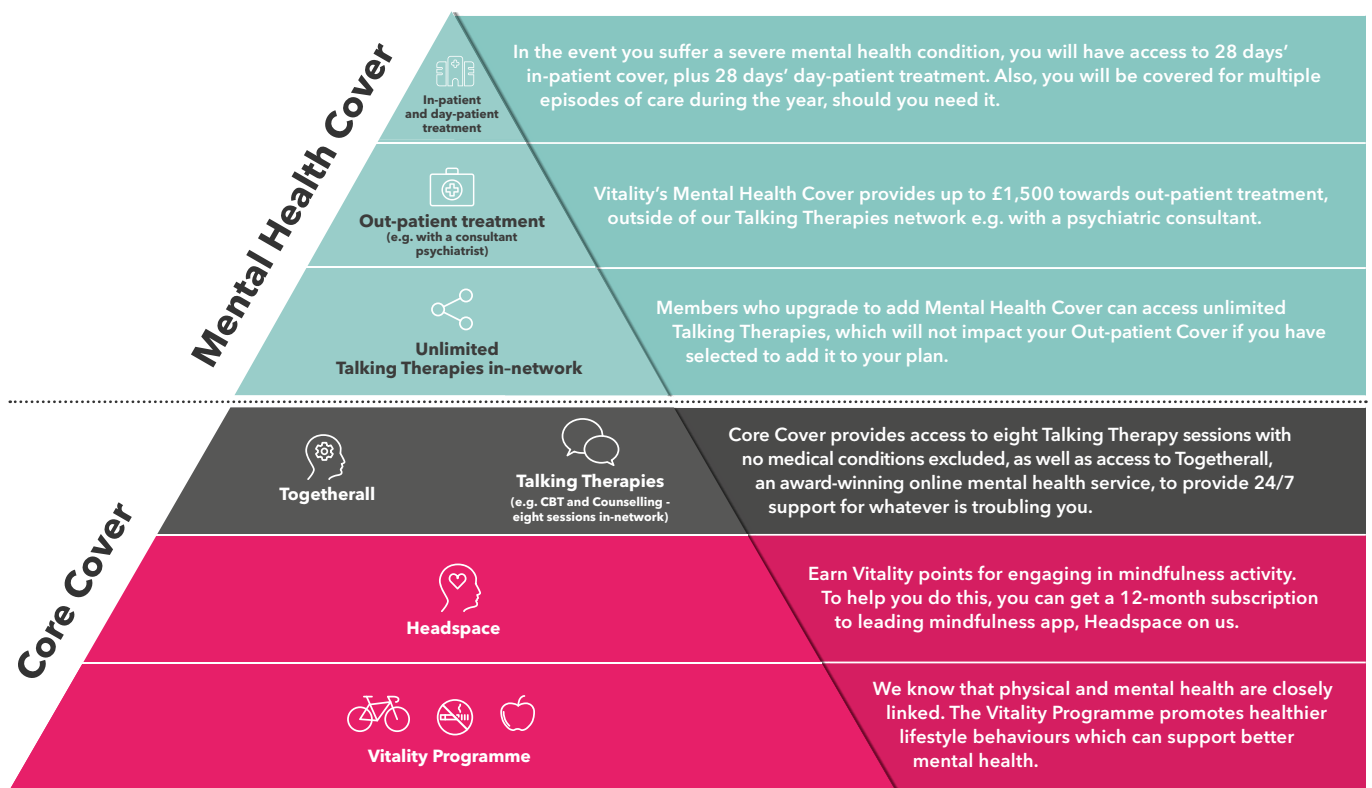 Mental Health Cover
In-patient
and day-patient
treatment
In the event you suffer a severe mental health condition, you will have access to 28 days’
in-patient cover, plus 28 days’ day-patient treatment. Also, you will be covered for multiple
episodes of care during the year, should you need it.
Out-patient treatment
(e.g. with a consultant
psychiatrist)
Vitality’s Mental Health Cover provides up to £1,500 towards out-patient treatment,
outside of our Talking Therapies network e.g. with a psychiatric consultant.
Unlimited
Talking Therapies in-network
Members who upgrade to add Mental Health Cover can access unlimited
Talking Therapies, which will not impact your Out-patient Cover if you have
selected to add it to your plan.
Core Cover
Togetherall
Talking Therapies
(e.g. CBT and Counselling -
eight sessions in-network)
Core Cover provides access to eight Talking Therapy sessions with
no medical conditions excluded, as well as access to Togetherall,
an award-winning online mental health service, to provide 24/7
support for whatever is troubling you.
Headspace
Earn Vitality points for engaging in mindfulness activity.
To help you do this, you can get a 12-month subscription
to leading mindfulness app, Headspace on us.
Vitality Programme
We know that physical and mental health are closely
linked. The Vitality Programme promotes healthier
lifestyle behaviours which can support better
mental health.